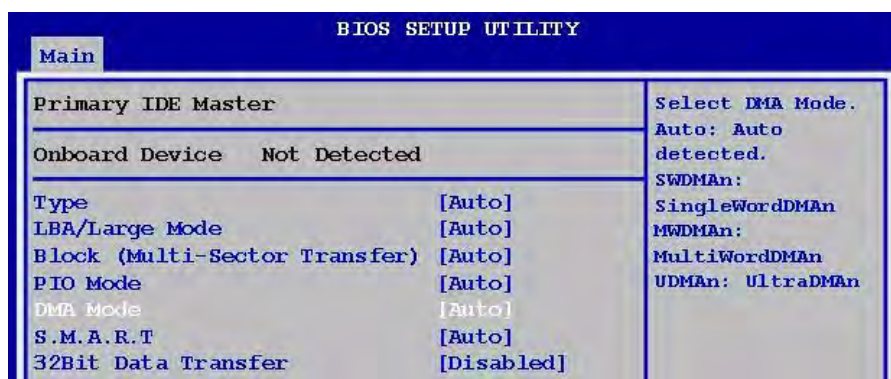 BIOS SETUP UTILITY
Main
Primary IDE Master
Onboard Device Not Detected
Type [Auto]
LBA/Large Mode [Auto]
Block (Multi-Sector Transfer) [Auto]
PIO Mode [Auto]
DMA Mode [Auto]
S.M.A.R.T [Auto]
32Bit Data Transfer [Disabled]
Select DMA Mode.
Auto: Auto
detected.
SWDMAn:
SingleWordDMAn
MWDMAn:
MultiWordDMAn
UDMAn: UltraDMAn